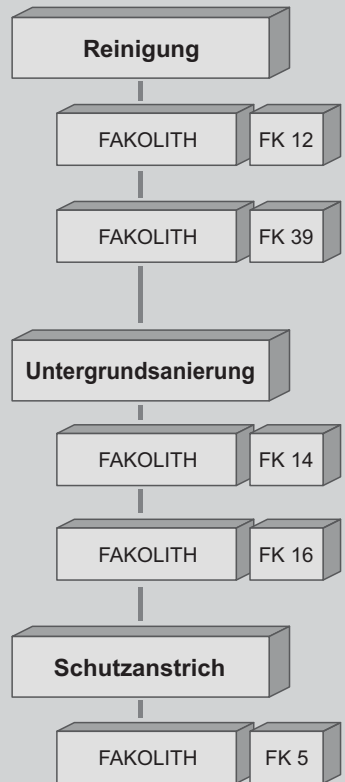 Reinigung
FAKOLITH FK 12
FAKOLITH FK 39
Untergrundsanierung
FAKOLITH FK 14
FAKOLITH FK 16
Schutzanstrich
FAKOLITH FK 5